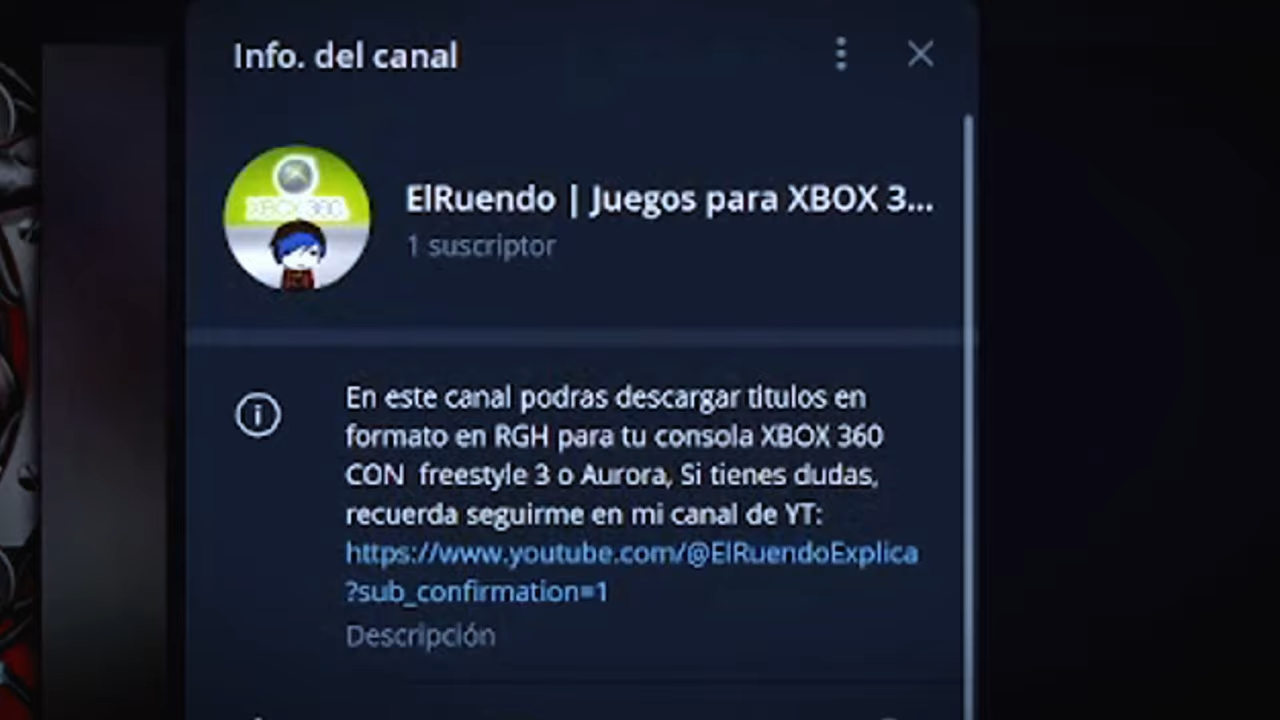 Info. del canal
XBOX 360
ElRuendo | Juegos para XBOX 3...
1 suscriptor
En este canal podras descargar titulos en
formato en RGH para tu consola XBOX 360
CON freestyle 3 o Aurora, Si tienes dudas,
recuerda seguirme en mi canal de YT:
https://www.youtube.com/@ElRuendoExplica
?sub_confirmation=1
Descripción